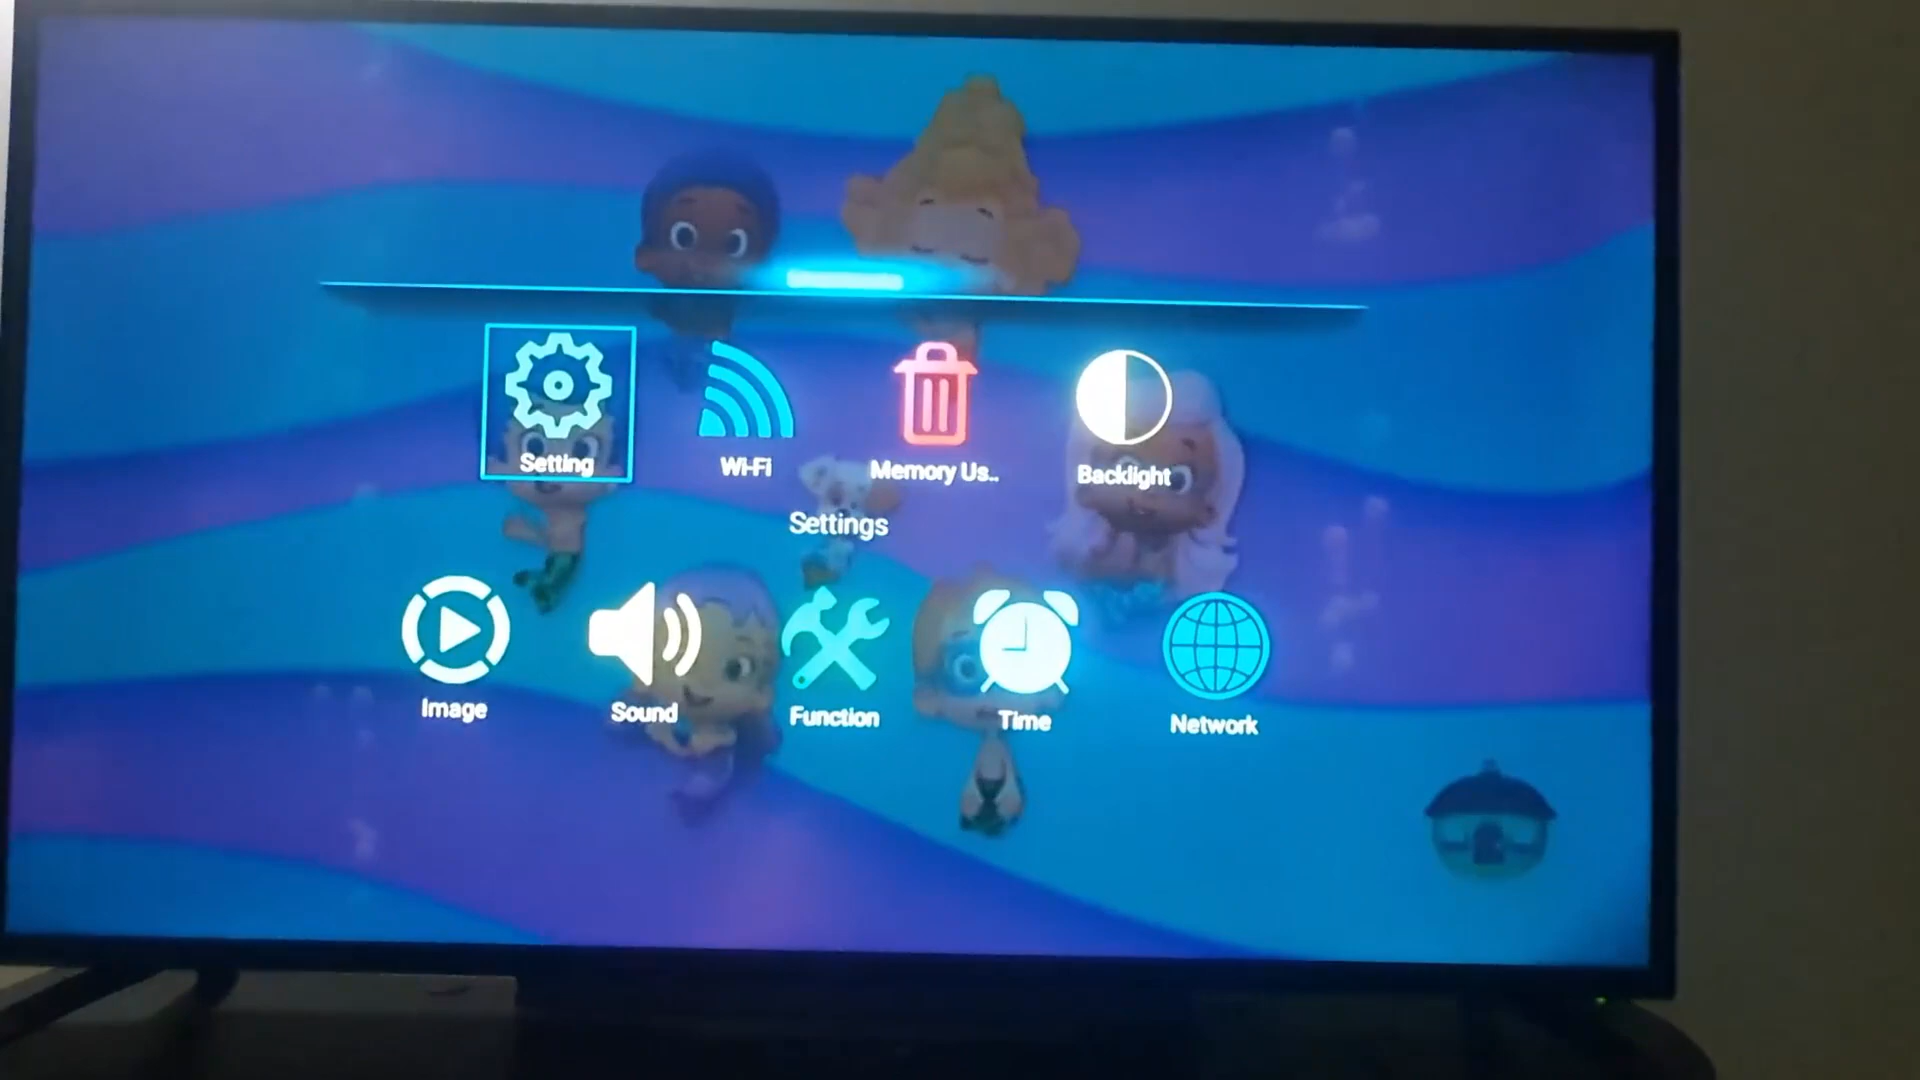 Setting
Wi-Fi
Memory Us..
Backlight
Settings
Image
Sound
Function
Time
Network